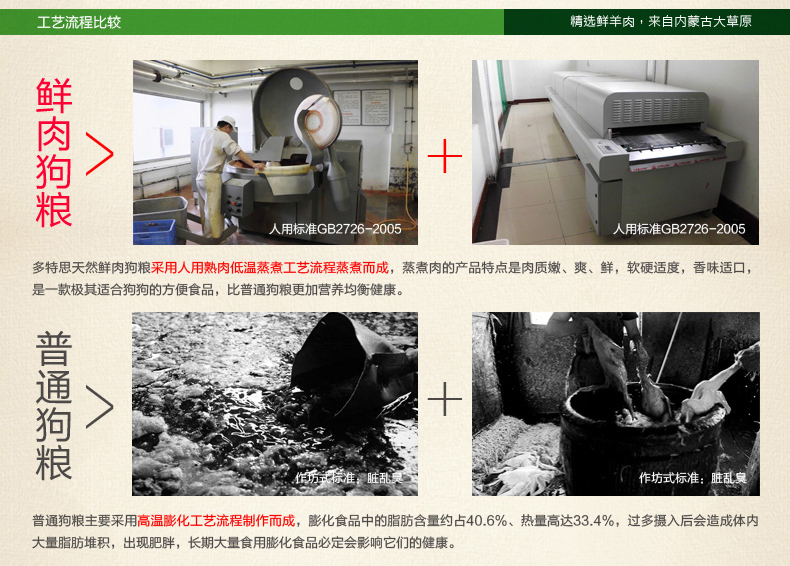 工艺流程比较
精选鲜羊肉，来自内蒙古大草原
鲜肉狗粮
人用标准GB2726-2005
人用标准GB2726-2005
多特思天然鲜肉狗粮采用人用熟肉低温蒸煮工艺流程蒸煮而成，蒸煮肉的产品特点是肉质嫩、爽、鲜，软硬适度，香味适口，
是一款极其适合狗狗的方便食品，比普通狗粮更加营养均衡健康。
普通狗粮
作坊式标准：脏乱臭
作坊式标准：脏乱臭
普通狗粮主要采用高温膨化工艺流程制作而成，膨化食品中的脂肪含量约占40.6%、热量高达33.4%，过多摄入后会造成体内
大量脂肪堆积，出现肥胖，长期大量食用膨化食品必定会影响它们的健康。